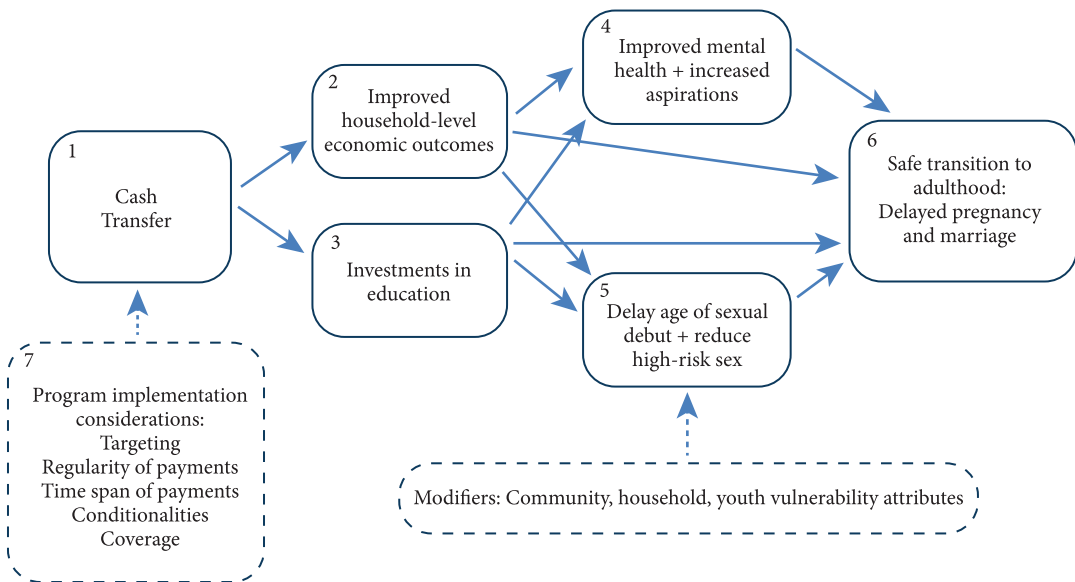 1
Cash
Transfer
2
Improved
household-level
economic outcomes
3
Investments in
education
4
Improved mental
health + increased
aspirations
5
Delay age of sexual
debut + reduce
high-risk sex
6
Safe transition to
adulthood:
Delayed pregnancy
and marriage
7
Program implementation
considerations:
Targeting
Regularity of payments
Time span of payments
Conditionalities
Coverage
Modifiers: Community, household, youth vulnerability attributes